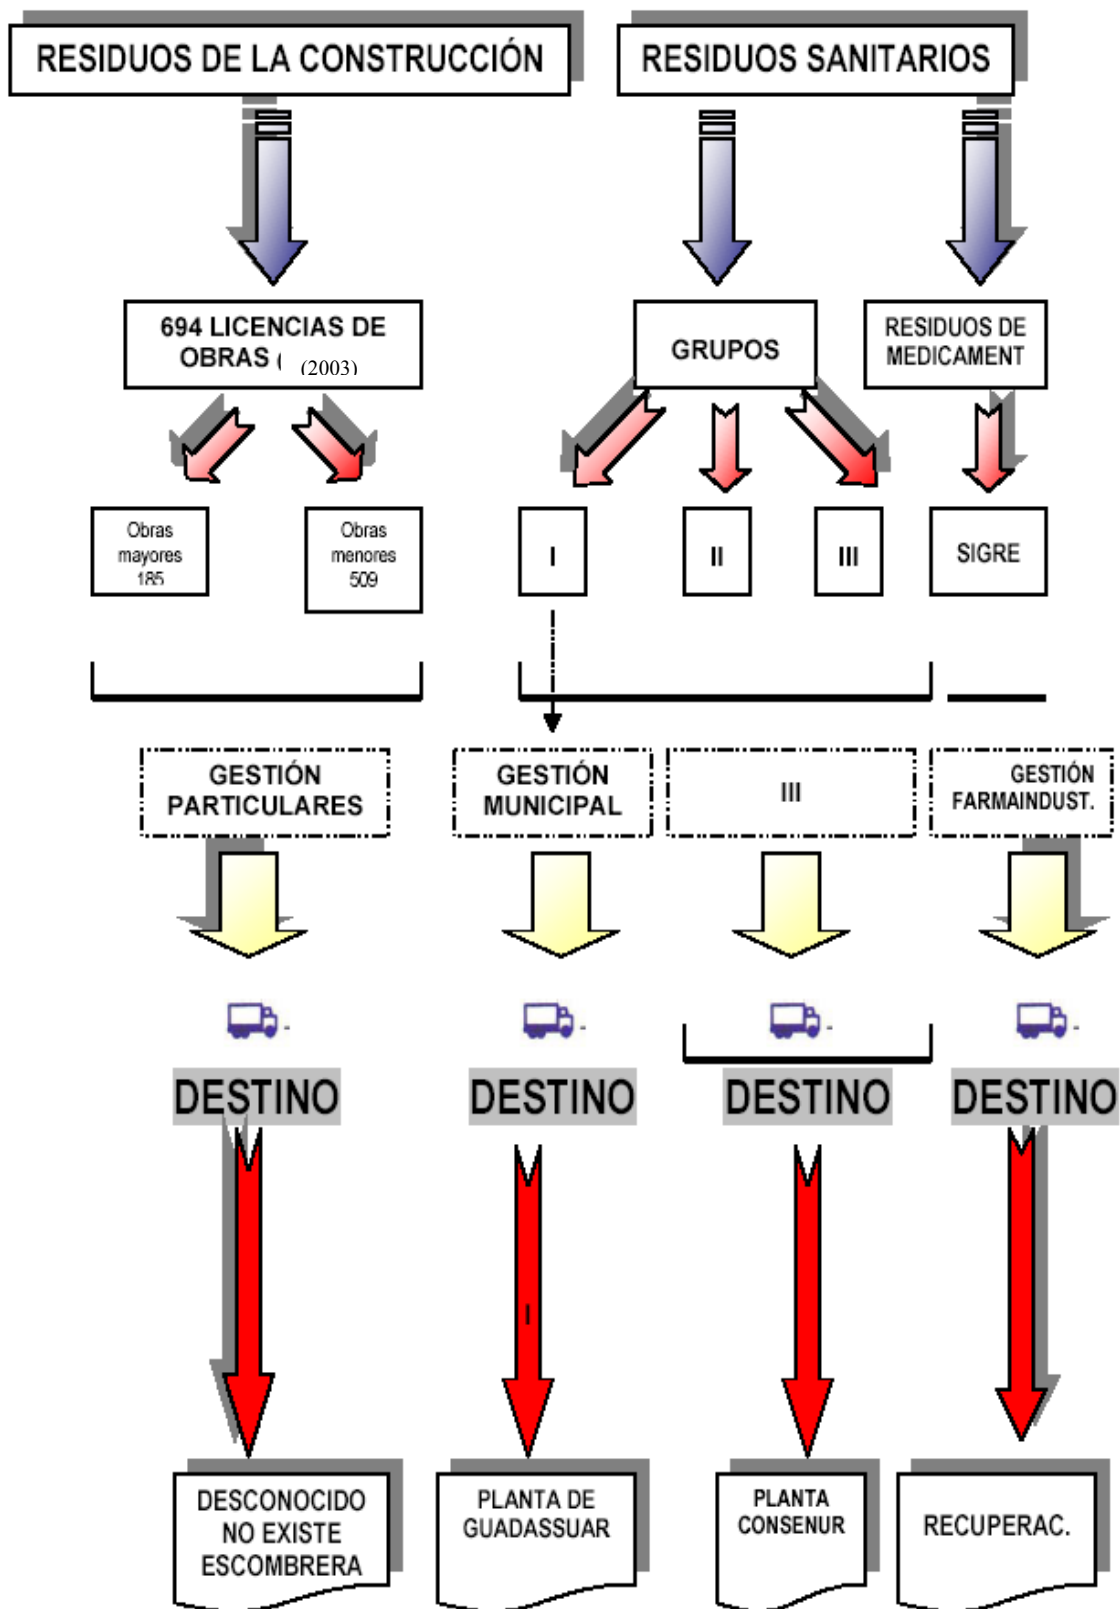 RESIDUOS DE LA CONSTRUCCIÓN
RESIDUOS SANITARIOS
694 LICENCIAS DE
OBRAS (
(2003)
GRUPOS
RESIDUOS DE
MEDICAMENT
Obras
mayores
185
Obras
menores
509
I
II
III
SIGRE
GESTIÓN
PARTICULARES
GESTIÓN
MUNICIPAL
III
GESTIÓN
FARMAINDUST.
DESTINO
DESTINO
DESTINO
DESTINO
I
DESCONOCIDO
NO EXISTE
ESCOMBRERA
PLANTA DE
GUADASSUAR
PLANTA
CONSENUR
RECUPERAC.